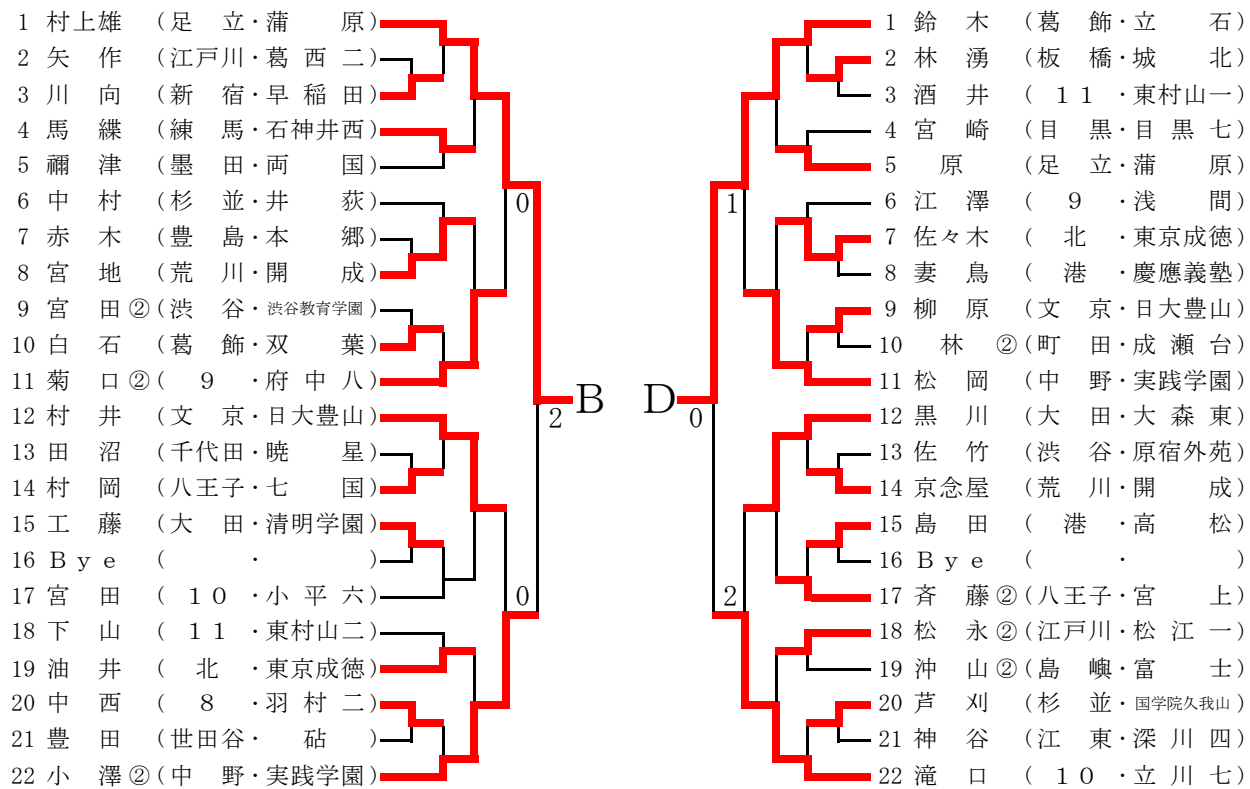 1 村上雄 (足 立・蒲 原)
2 矢 作 (江戸川・葛西二)
3 川 向 (新 宿・早稲田)
4 馬 緤 (練 馬・石神井西)
5 禰 津 (墨 田・両 国)
6 中 村 (杉 並・井 荻)
7 赤 木 (豊 島・本 郷)
8 宮 地 (荒 川・開 成)
9 宮 田② (渋 谷・渋谷教育学園)
10 白 石 (葛 飾・双 葉)
11 菊 口② ( 9 ・府中八)
12 村 井 (文 京・日大豊山)
13 田 沼 (千代田・暁 星)
14 村 岡 (八王子・七 国)
15 工 藤 (大 田・清明学園)
16 Bye ( ・ )
17 宮 田 ( 10 ・小平六)
18 下 山 ( 11 ・東村山二)
19 油 井 ( 北 ・東京成徳)
20 中 西 ( 8 ・羽村二)
21 豊 田 (世田谷・ 砧 )
22 小 澤② (中 野・実践学園)
0
2
0
B
D
1
0
2
1 鈴 木 (葛 飾・立 石)
2 林 湧 (板 橋・城 北)
3 酒 井 ( 11 ・東村山一)
4 宮 崎 (目 黒・目黒七)
5 原 (足 立・蒲 原)
6 江 澤 ( 9 ・浅 間)
7 佐々木 ( 北 ・東京成徳)
8 妻 鳥 ( 港 ・慶應義塾)
9 柳 原 (文 京・日大豊山)
10 林 ② (町 田・成瀬台)
11 松 岡 (中 野・実践学園)
12 黒 川 (大 田・大森東)
13 佐 竹 (渋 谷・原宿外苑)
14 京念屋 (荒 川・開 成)
15 島 田 ( 港 ・高 松)
16 Bye ( ・ )
17 斉 藤② (八王子・宮 上)
18 松 永② (江戸川・松江一)
19 沖 山② (島 嶼・富 士)
20 芦 刈 (杉 並・国学院久我山)
21 神 谷 (江 東・深川四)
22 滝 口 ( 10 ・立川七)